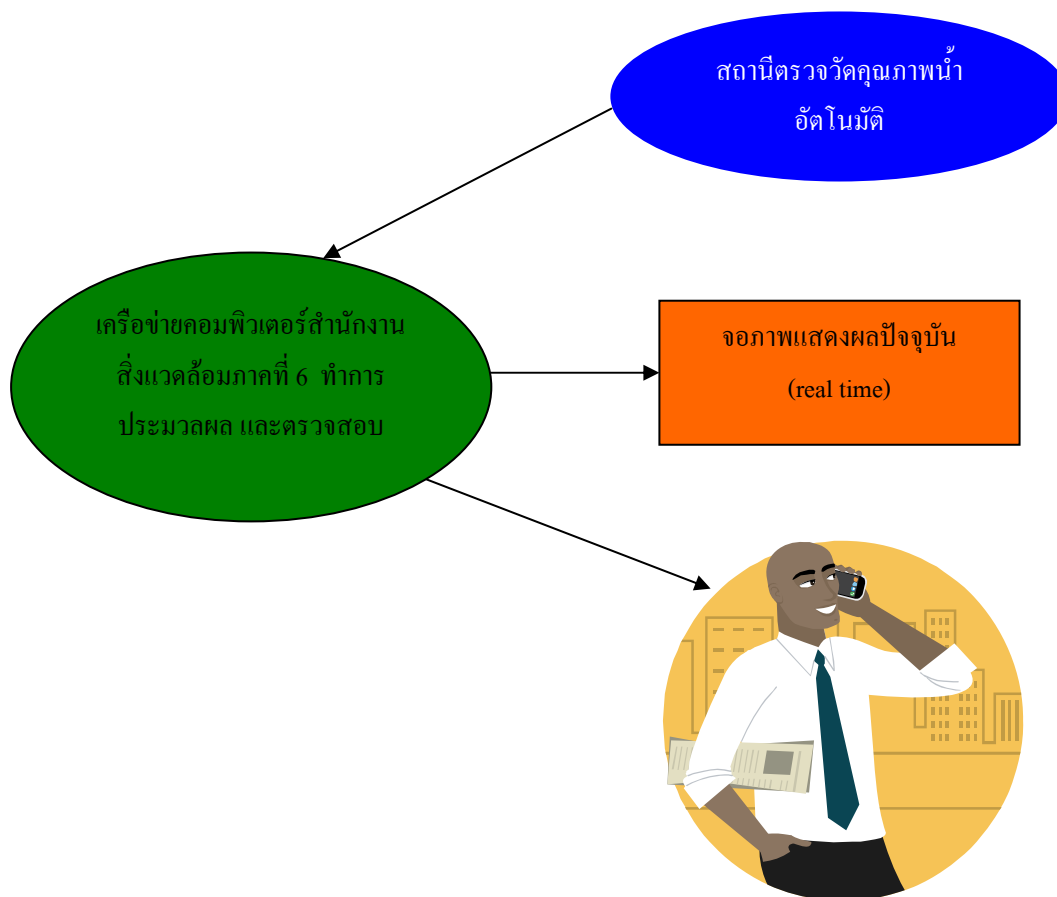 สถานีตรวจวัดคุณภาพน้ำ
อัตโนมัติ
เครือข่ายคอมพิวเตอร์สำนักงาน
สิ่งแวดล้อมภาคที่ 6 ทำการ
ประมวลผล และตรวจสอบ
จอภาพแสดงผลปัจจุบัน
(real time)